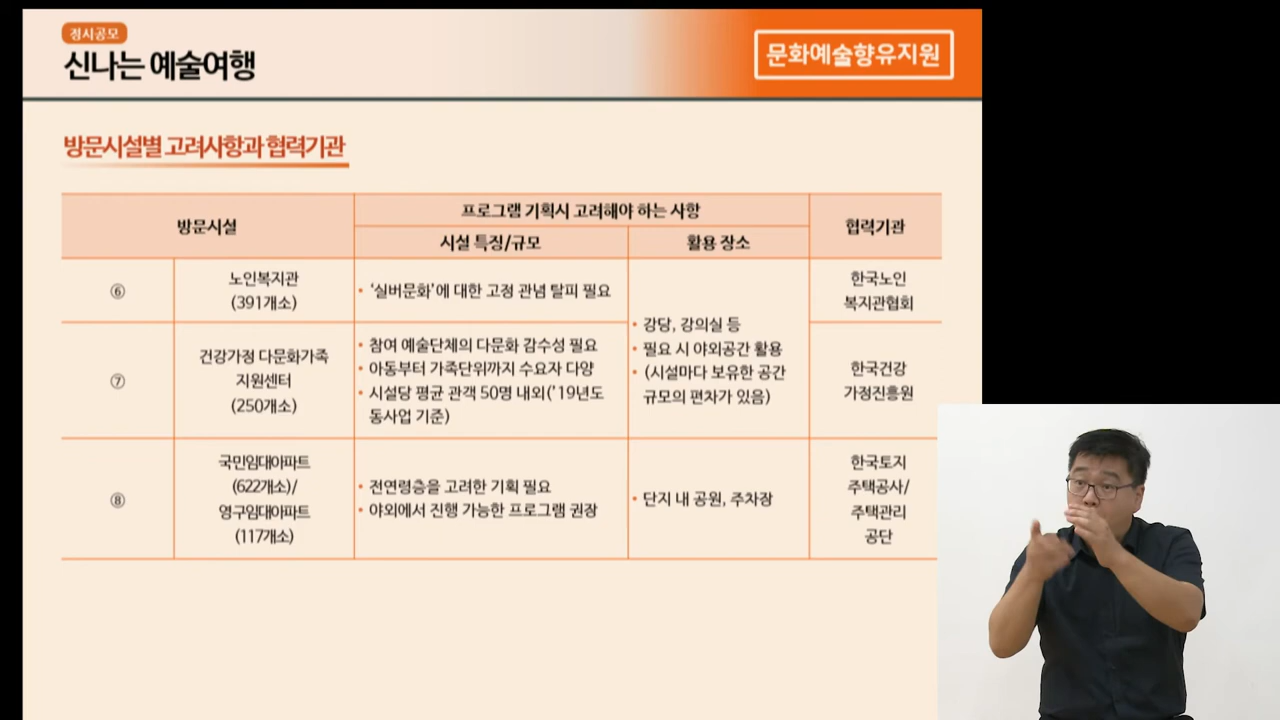 정시공모
신나는 예술여행
문화예술향유지원
방문시설별 고려사항과 협력기관
방문시설
프로그램 기획시 고려해야 하는 사항
협력기관
시설 특징/규모
활용 장소
⑥
노인복지관
(391개소)
• ‘실버문화’에 대한 고정 관념 탈피 필요
• 강당, 강의실 등
• 필요 시 야외공간 활용
• (시설마다 보유한 공간
규모의 편차가 있음)
한국노인
복지관협회
⑦
건강가정 다문화가족
지원센터
(250개소)
• 참여 예술단체의 다문화 감수성 필요
• 아동부터 가족단위까지 수요자 다양
• 시설당 평균 관객 50명 내외(’19년도
동사업 기준)
한국건강
가정진흥원
⑧
국민임대아파트
(622개소)/
영구임대아파트
(117개소)
• 전연령층을 고려한 기획 필요
• 야외에서 진행 가능한 프로그램 권장
• 단지 내 공원, 주차장
한국토지
주택공사/
주택관리
공단